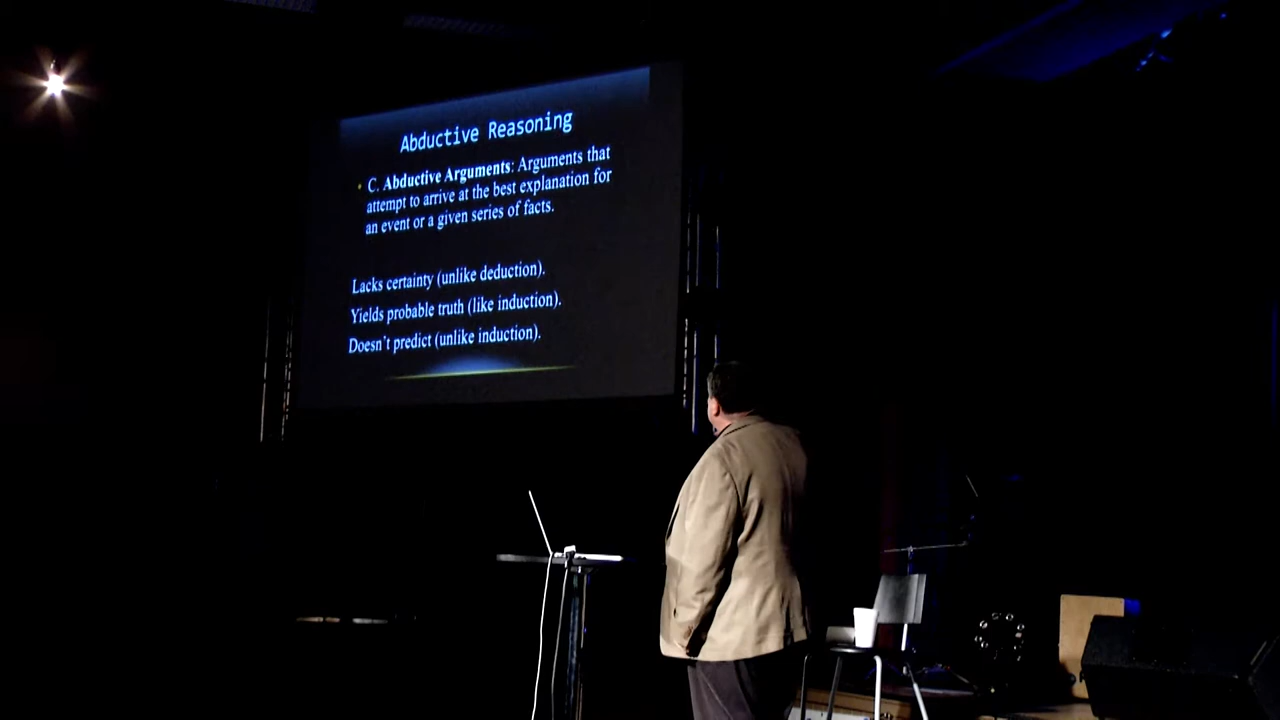 Abductive Reasoning
• C. Abductive Arguments: Arguments that
attempt to arrive at the best explanation for
an event or a given series of facts.
Lacks certainty (unlike deduction).
Yields probable truth (like induction).
Doesn't predict (unlike induction).